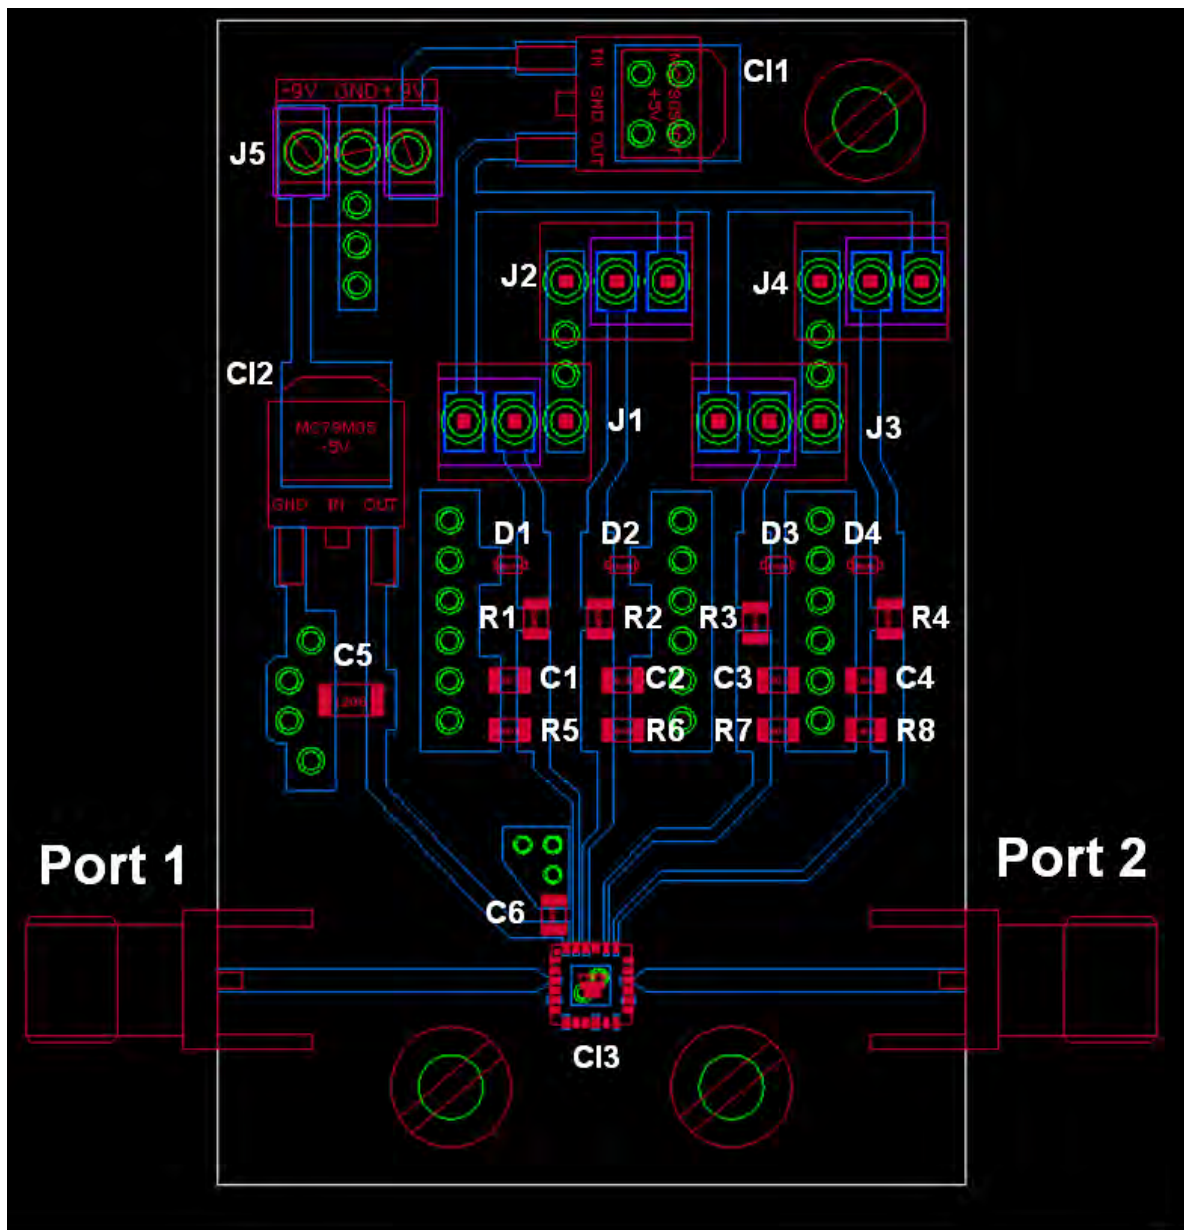 CI1
IN GND OUT
+5V
-9V GND + 9V
J5
J2
J4
CI2
MC79M05
-5V
GND IN OUT
J1
J3
D1
D2
D3
D4
R1
R2
R3
R4
C5
C1
C2
C3
C4
R5
R6
R7
R8
Port 1
Port 2
C6
CI3